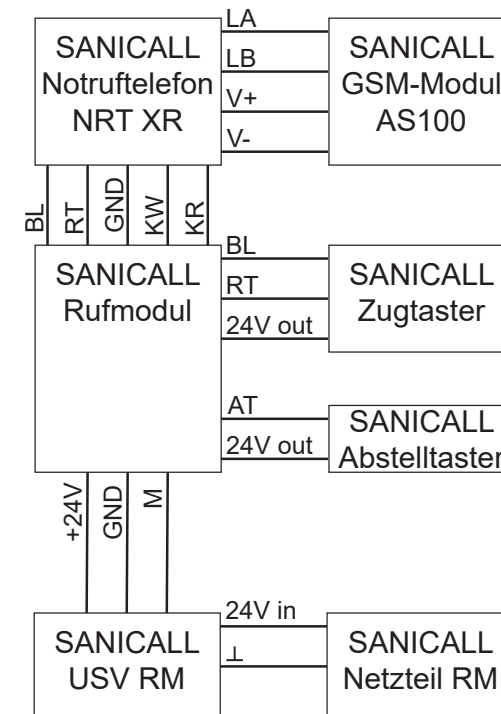 SANICALL
Notruftelefon
NRT XR
LA
LB
V+
V-
SANICALL
GSM-Modul
AS100
BL
RT
GND
KW
KR
SANICALL
Rufmodul
BL
RT
24V out
SANICALL
Zugtaster
AT
24V out
SANICALL
Abstelltaster
+24V
GND
M
SANICALL
USV RM
24V in
⊥
SANICALL
Netzteil RM